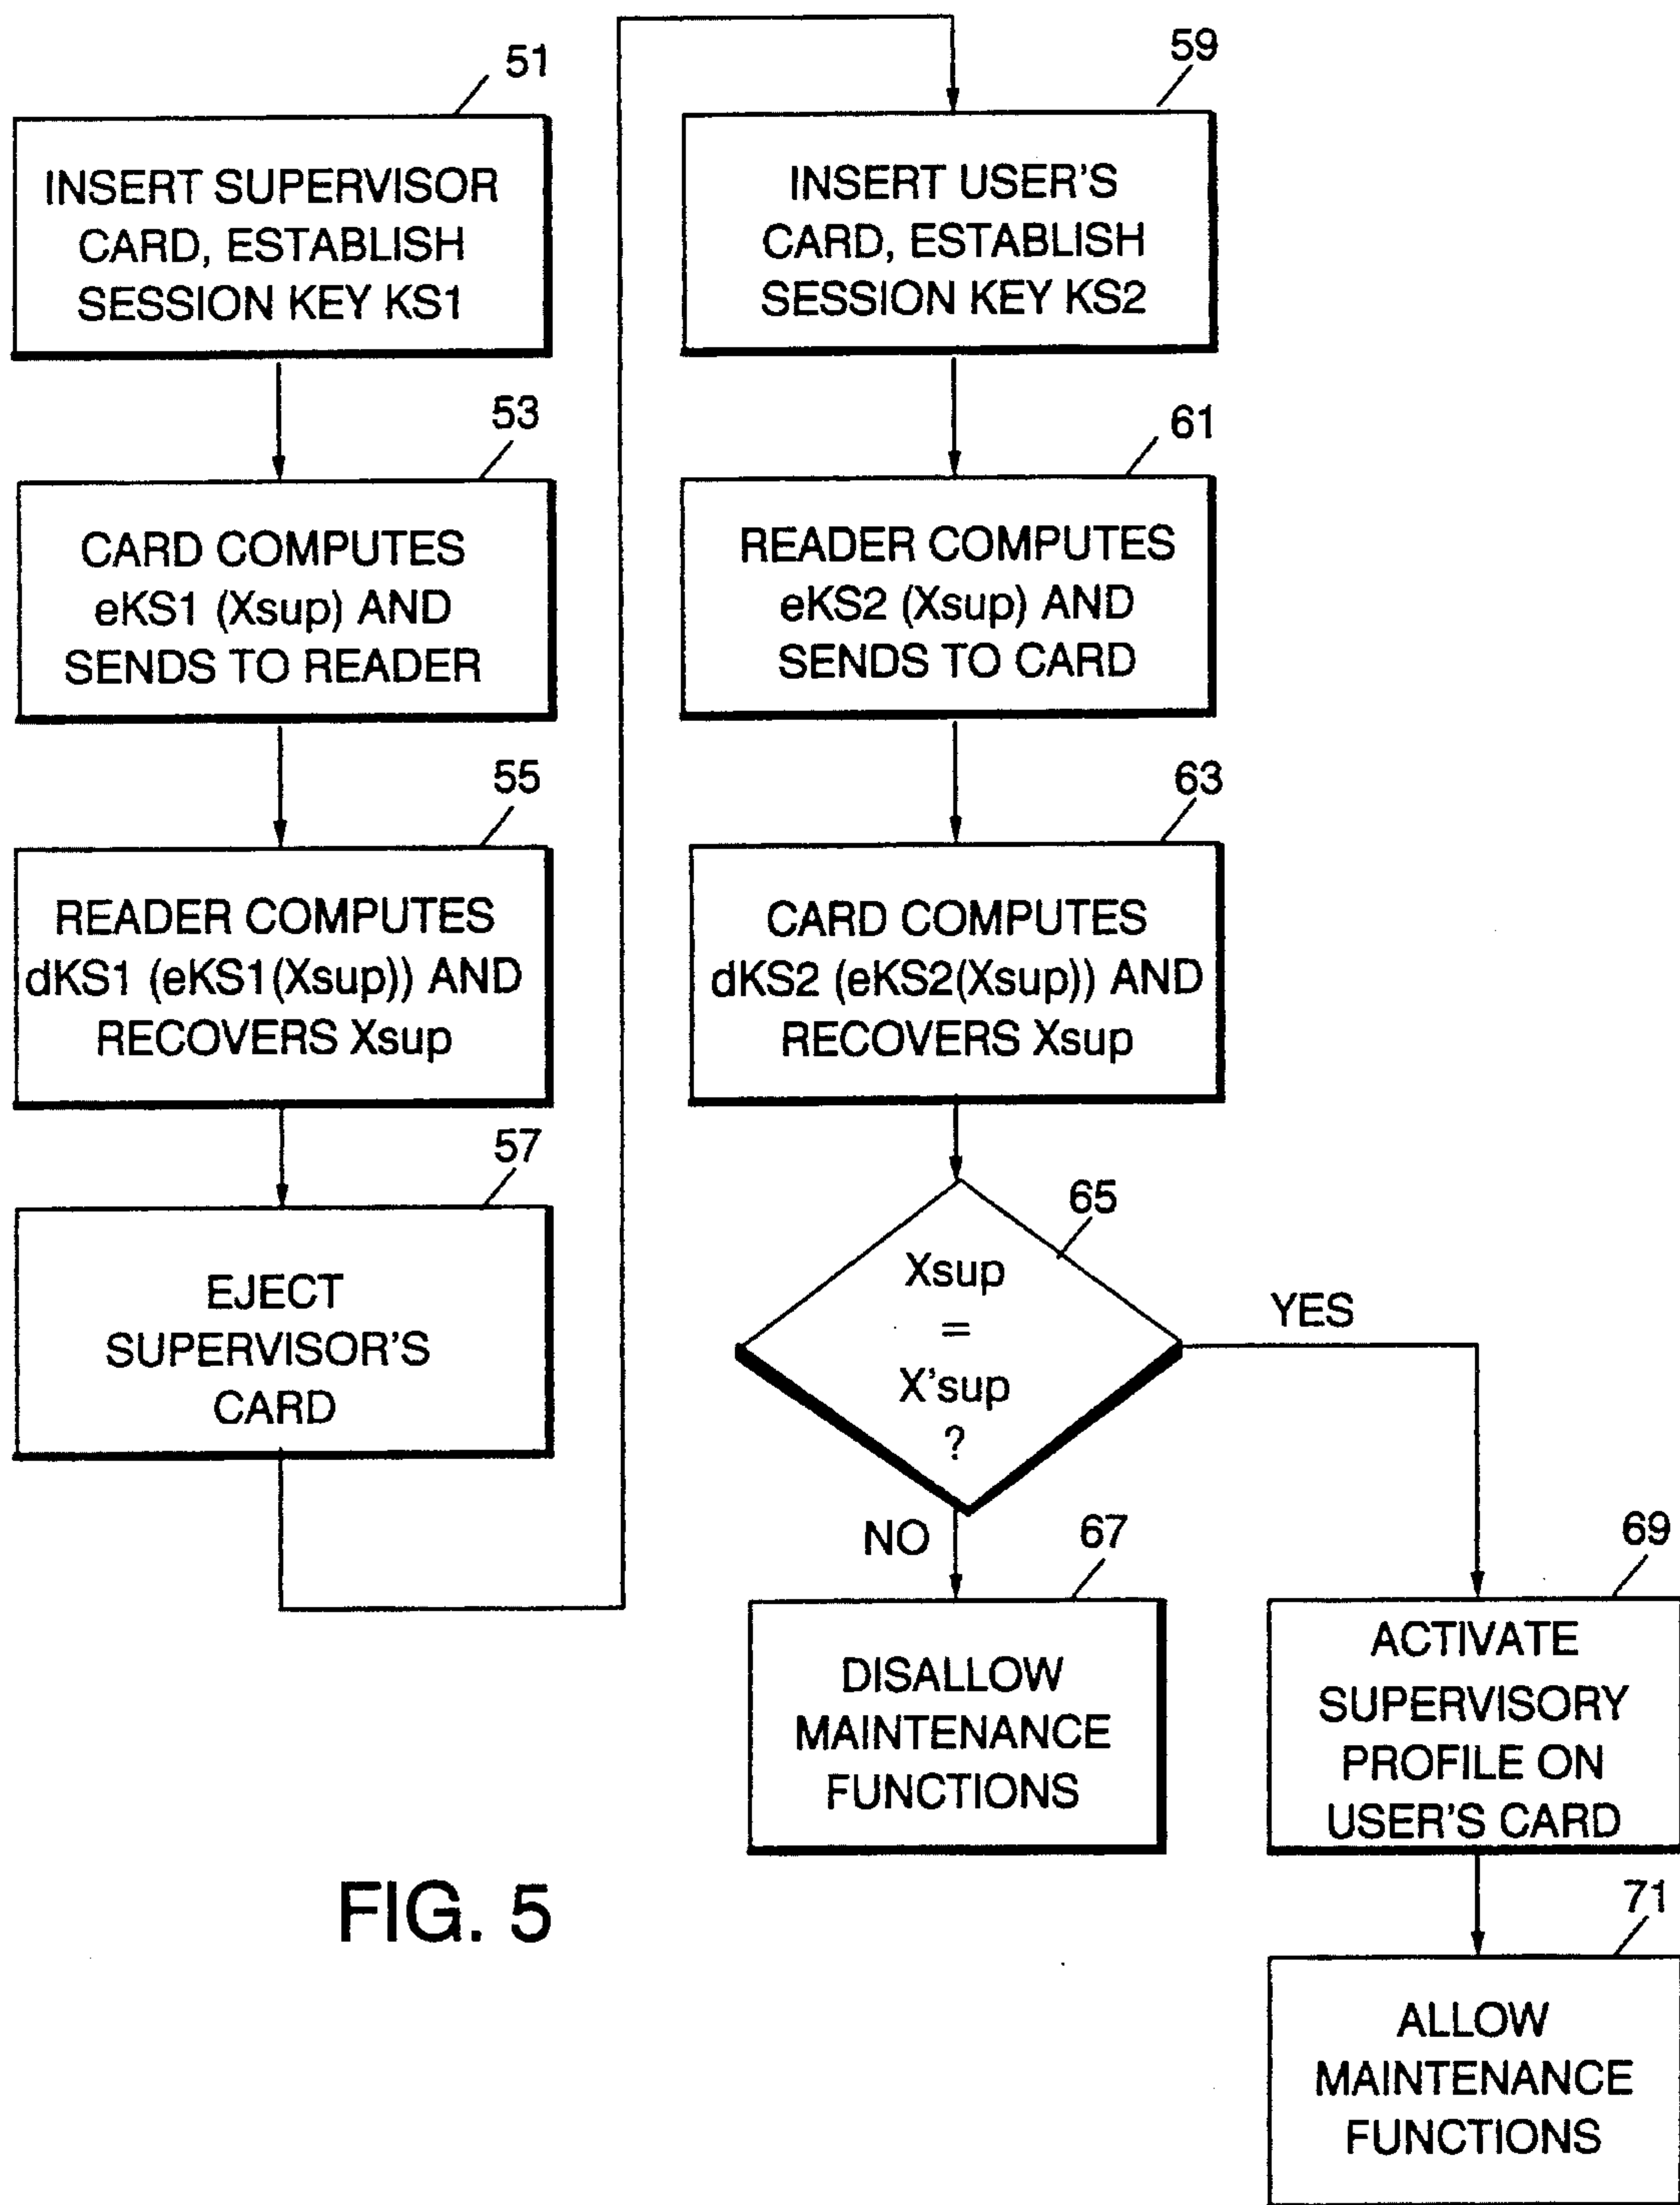 51
INSERT SUPERVISOR
CARD, ESTABLISH
SESSION KEY KS1
53
CARD COMPUTES
eKS1 (Xsup) AND
SENDS TO READER
55
READER COMPUTES
dKS1 (eKS1(Xsup)) AND
RECOVERS Xsup
57
EJECT
SUPERVISOR'S
CARD
59
INSERT USER'S
CARD, ESTABLISH
SESSION KEY KS2
61
READER COMPUTES
eKS2 (Xsup) AND
SENDS TO CARD
63
CARD COMPUTES
dKS2 (eKS2(Xsup)) AND
RECOVERS Xsup
65
Xsup
=
X'sup
?
YES
NO
67
DISALLOW
MAINTENANCE
FUNCTIONS
69
ACTIVATE
SUPERVISORY
PROFILE ON
USER'S CARD
71
ALLOW
MAINTENANCE
FUNCTIONS
FIG. 5